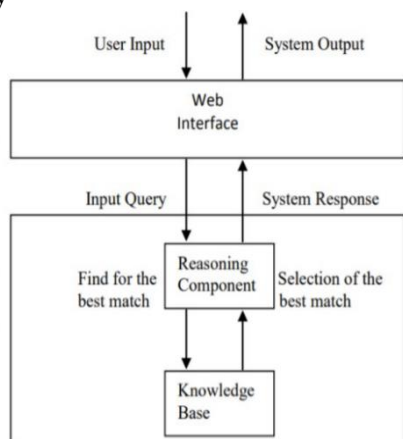 User Input
System Output
Web
Interface
Input Query
System Response
Find for the
best match
Reasoning
Component
Selection of the
best match
Knowledge
Base